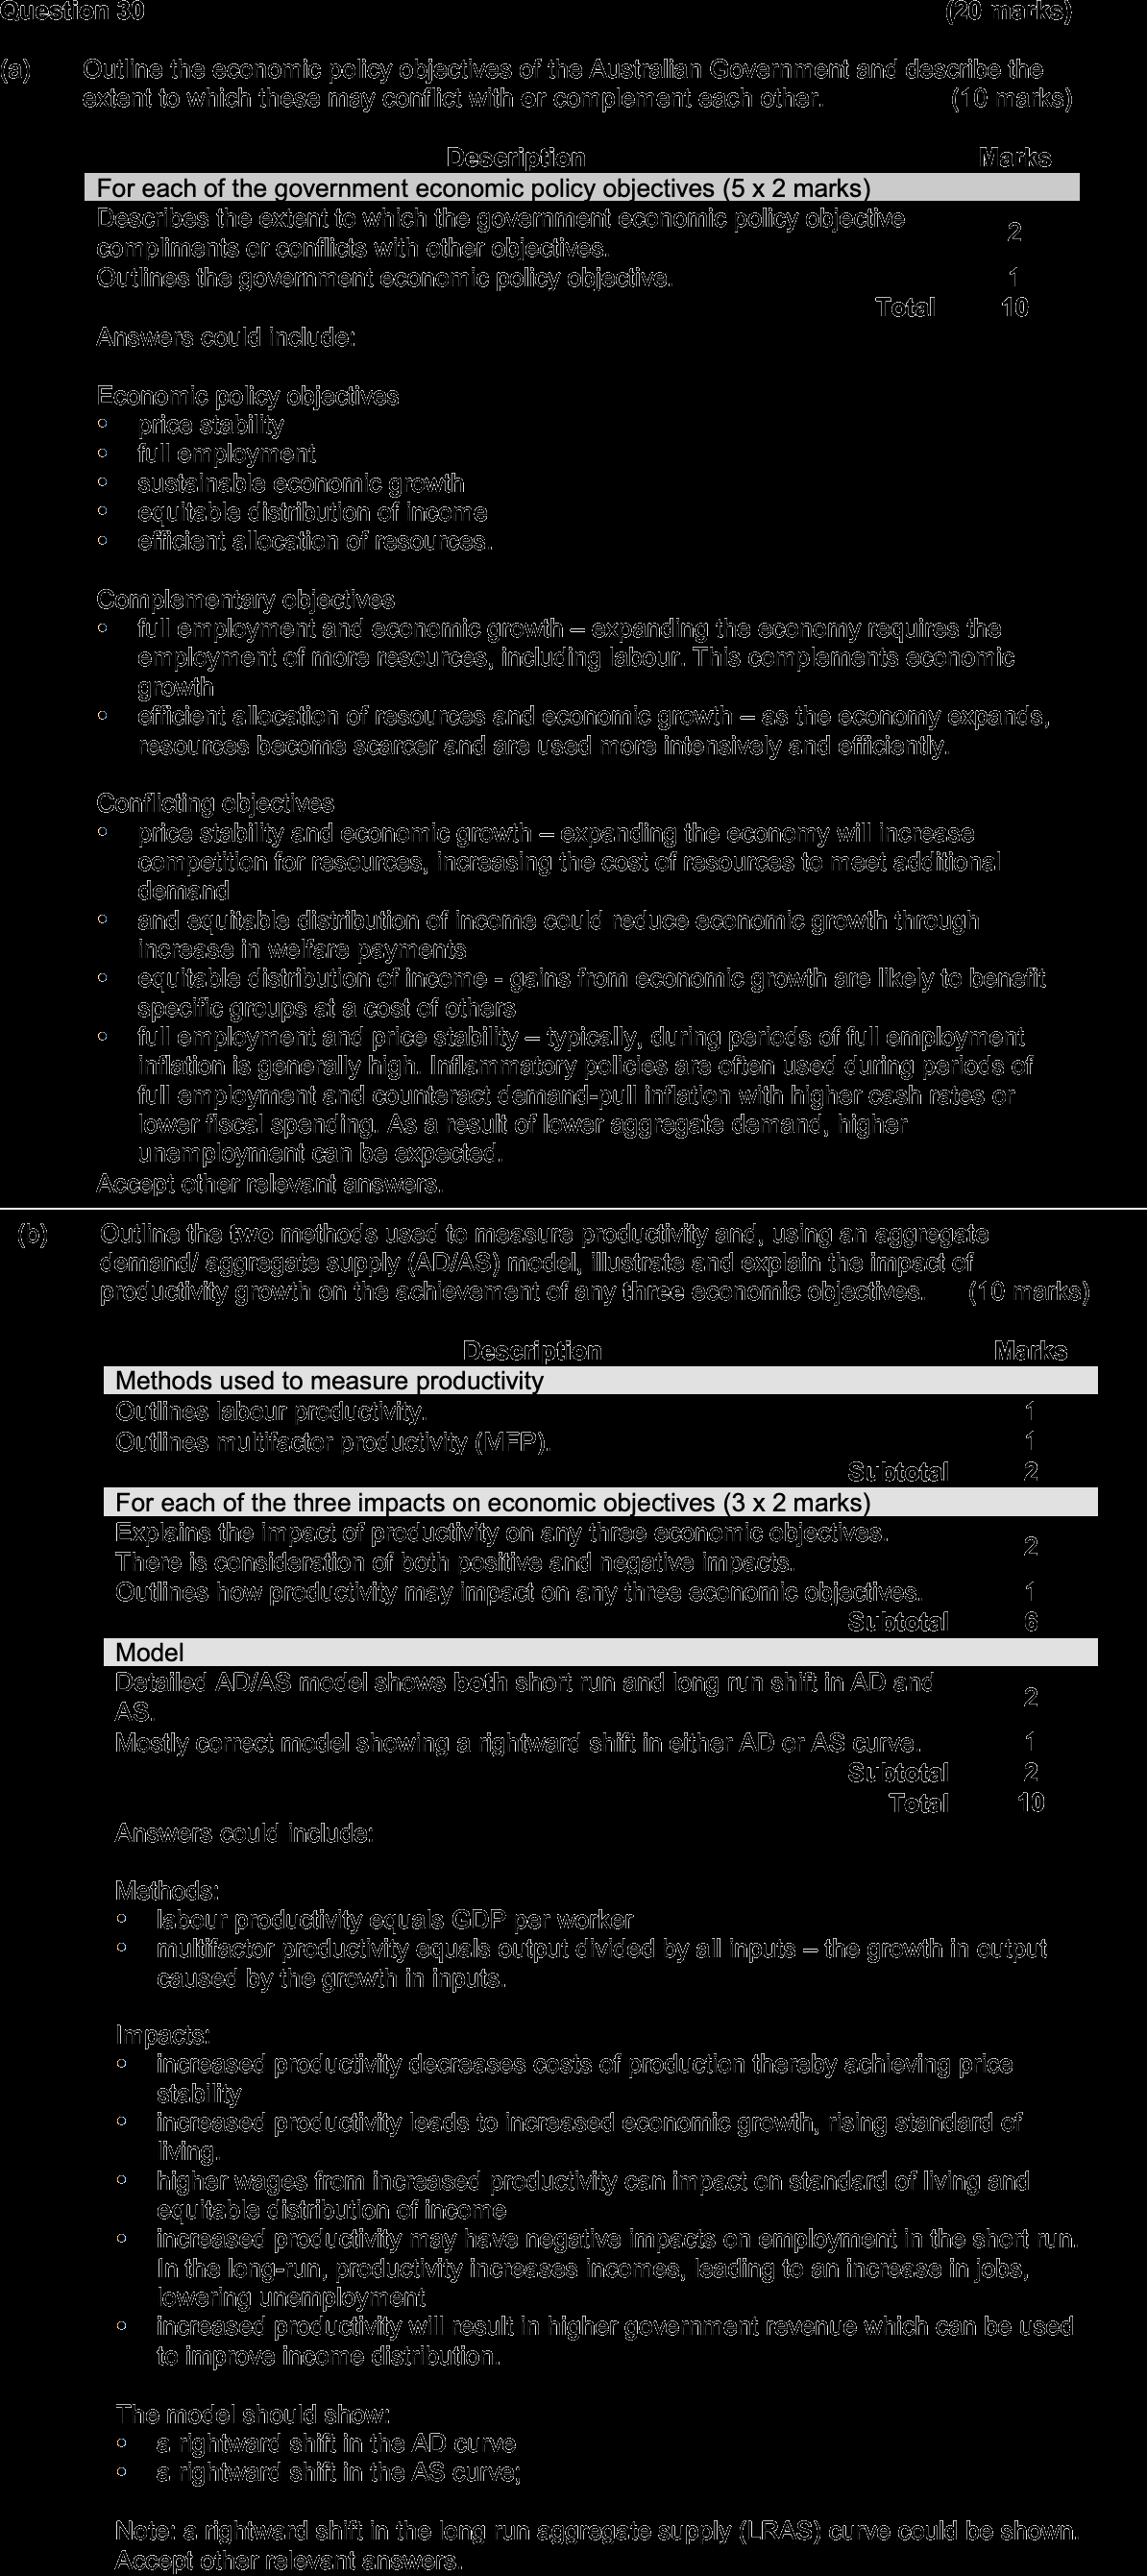 Question 30 (20 marks)
(a) Outline the economic policy objectives of the Australian Government and describe the
extent to which these may conflict with or complement each other. (10 marks)
Description Marks
For each of the government economic policy objectives (5 x 2 marks)
Describes the extent to which the government economic policy objective
compliments or conflicts with other objectives. 2
Outlines the government economic policy objective. 1
Total 10
Answers could include:
Economic policy objectives
• price stability
• full employment
• sustainable economic growth
• equitable distribution of income
• efficient allocation of resources.
Complementary objectives
• full employment and economic growth – expanding the economy requires the
employment of more resources, including labour. This complements economic
growth
• efficient allocation of resources and economic growth – as the economy expands,
resources become scarcer and are used more intensively and efficiently.
Conflicting objectives
• price stability and economic growth – expanding the economy will increase
competition for resources, increasing the cost of resources to meet additional
demand
• and equitable distribution of income could reduce economic growth through
increase in welfare payments
• equitable distribution of income - gains from economic growth are likely to benefit
specific groups at a cost of others
• full employment and price stability – typically, during periods of full employment
inflation is generally high. Inflammatory policies are often used during periods of
full employment and counteract demand-pull inflation with higher cash rates or
lower fiscal spending. As a result of lower aggregate demand, higher
unemployment can be expected.
Accept other relevant answers.
(b) Outline the two methods used to measure productivity and, using an aggregate
demand/ aggregate supply (AD/AS) model, illustrate and explain the impact of
productivity growth on the achievement of any three economic objectives. (10 marks)
Description Marks
Methods used to measure productivity
Outlines labour productivity. 1
Outlines multifactor productivity (MFP). 1
Subtotal 2
For each of the three impacts on economic objectives (3 x 2 marks)
Explains the impact of productivity on any three economic objectives.
There is consideration of both positive and negative impacts. 2
Outlines how productivity may impact on any three economic objectives. 1
Subtotal 6
Model
Detailed AD/AS model shows both short run and long run shift in AD and
AS. 2
Mostly correct model showing a rightward shift in either AD or AS curve. 1
Subtotal 2
Total 10
Answers could include:
Methods:
• labour productivity equals GDP per worker
• multifactor productivity equals output divided by all inputs – the growth in output
caused by the growth in inputs.
Impacts:
• increased productivity decreases costs of production thereby achieving price
stability
• increased productivity leads to increased economic growth, rising standard of
living.
• higher wages from increased productivity can impact on standard of living and
equitable distribution of income
• increased productivity may have negative impacts on employment in the short run.
In the long-run, productivity increases incomes, leading to an increase in jobs,
lowering unemployment
• increased productivity will result in higher government revenue which can be used
to improve income distribution.
The model should show:
• a rightward shift in the AD curve
• a rightward shift in the AS curve;
Note: a rightward shift in the long run aggregate supply (LRAS) curve could be shown.
Accept other relevant answers.